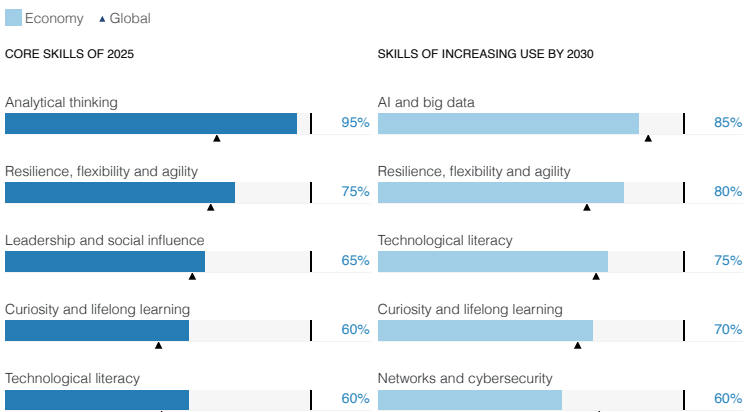 Economy Global
CORE SKILLS OF 2025
Analytical thinking
95%
Resilience, flexibility and agility
75%
Leadership and social influence
65%
Curiosity and lifelong learning
60%
Technological literacy
60%
SKILLS OF INCREASING USE BY 2030
AI and big data
85%
Resilience, flexibility and agility
80%
Technological literacy
75%
Curiosity and lifelong learning
70%
Networks and cybersecurity
60%